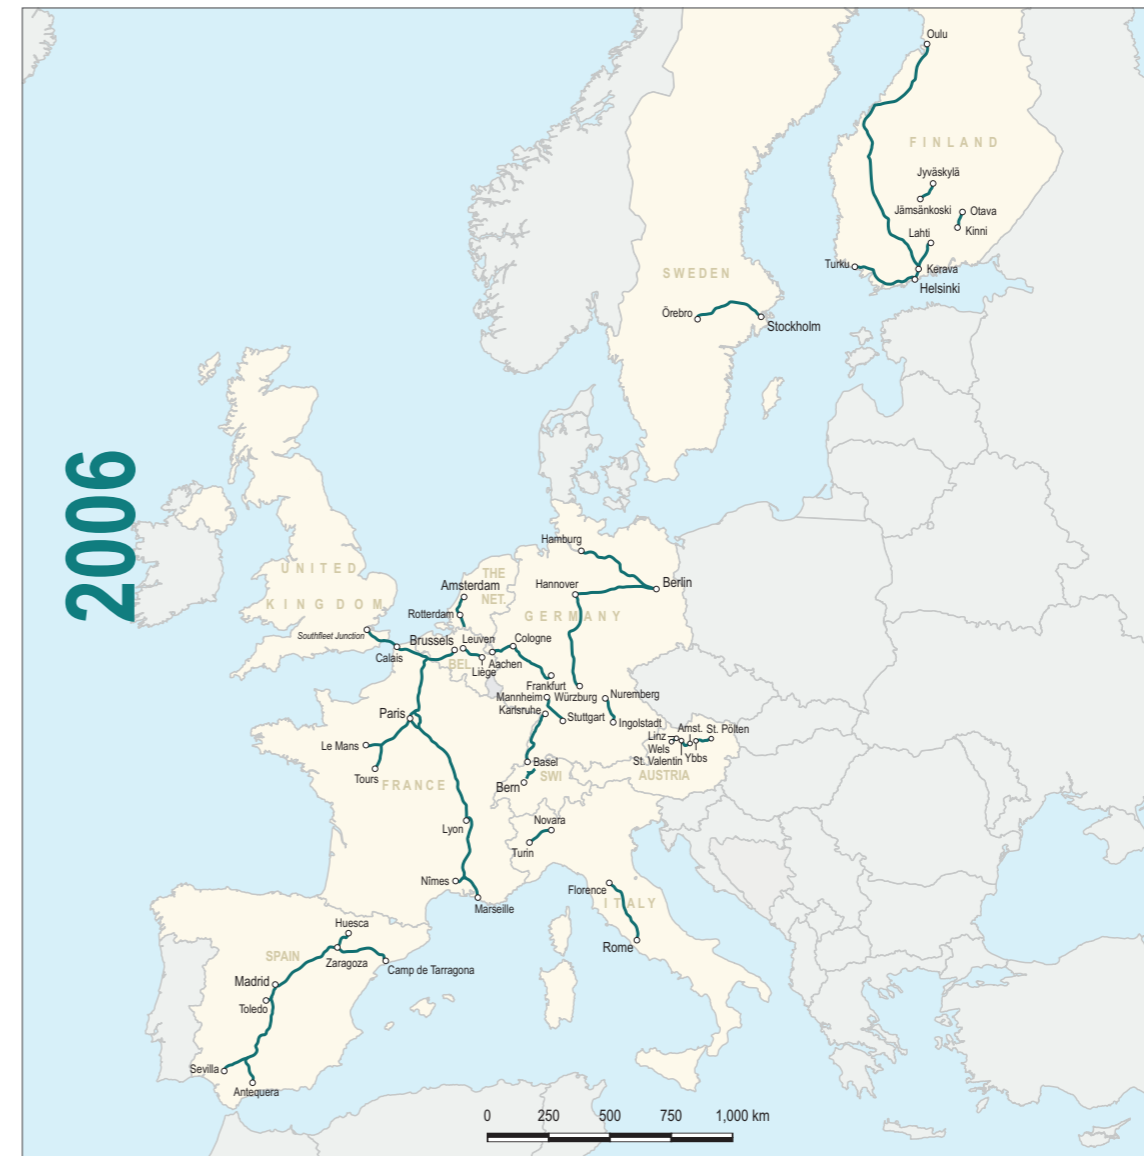 2006
Oulu
FINLAND
Jyväskylä
Jämsänkoski
Otava
Kinni
Lahti
Turku
Kerava
Helsinki
SWEDEN
Örebro
Stockholm
UNITED
KINGDOM
Southfleet Junction
Calais
THE
NET.
Amsterdam
Rotterdam
Brussels
Leuven
BEL.
Liège
Hamburg
Hannover
Berlin
GERMANY
Cologne
Aachen
Frankfurt
Mannheim
Würzburg
Karlsruhe
Nuremberg
Stuttgart
Ingolstadt
Paris
Le Mans
Tours
FRANCE
Linz
Amst.
St. Pölten
Wels
Ybbs
St. Valentin
AUSTRIA
Basel
SWI
Bern
Lyon
Novara
Turin
Nîmes
Marseille
Florence
ITALY
Rome
Huesca
SPAIN
Zaragoza
Camp de Tarragona
Madrid
Toledo
Sevilla
Antequera
0 250 500 750 1,000 km